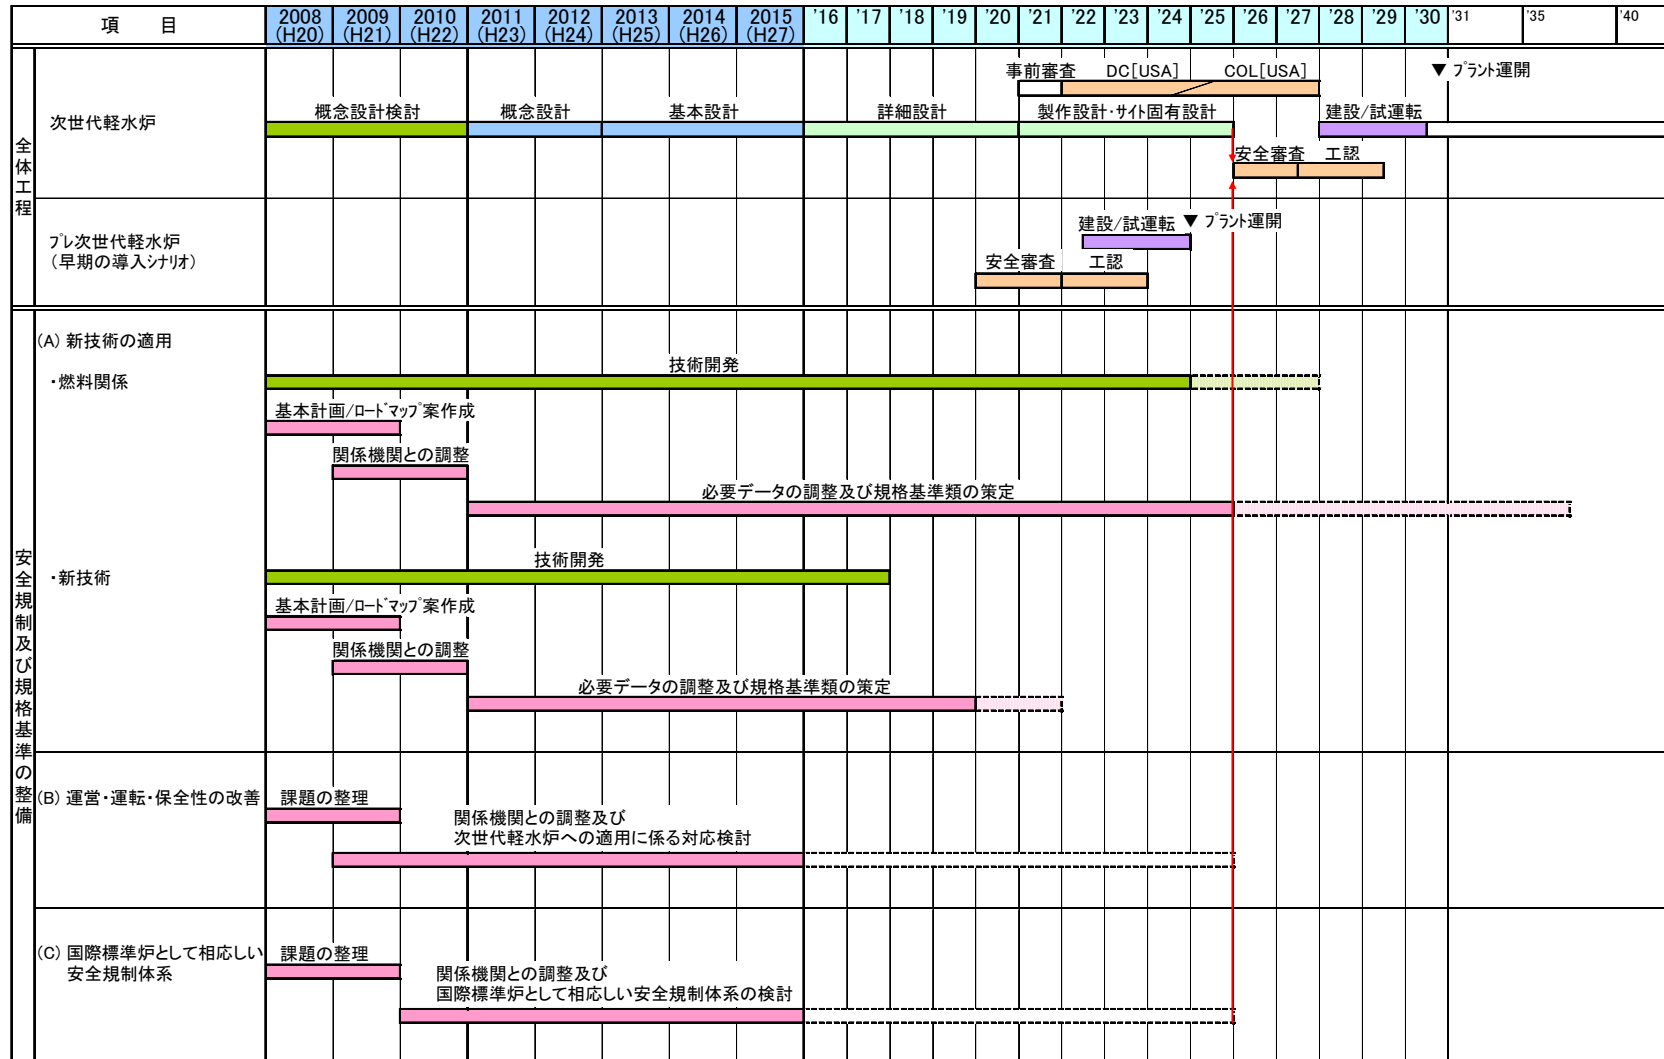 項　目
2008 2009 2010 2011 2012 2013 2014 2015 '16 '17 '18 '19 '20 '21 '22 '23 '24 '25 '26 '27 '28 '29 '30 '31 '35 '40
(H20) (H21) (H22) (H23) (H24) (H25) (H26) (H27)
全体工程
次世代軽水炉
事前審査 DC[USA] COL[USA]
▼ プラント運開
概念設計検討 概念設計 基本設計 詳細設計 製作設計・サイト固有設計 建設/試運転
安全審査 工認
プレ次世代軽水炉
（早期の導入シナリオ）
建設/試運転 ▼ プラント運開
安全審査 工認
安全規制及び規格基準の整備
(A) 新技術の適用
・燃料関係
技術開発
基本計画/ロードマップ案作成
関係機関との調整
必要データの調整及び規格基準類の策定
・新技術
技術開発
基本計画/ロードマップ案作成
関係機関との調整
必要データの調整及び規格基準類の策定
(B) 運営・運転・保全性の改善
課題の整理
関係機関との調整及び
次世代軽水炉への適用に係る対応検討
(C) 国際標準炉として相応しい
安全規制体系
課題の整理
関係機関との調整及び
国際標準炉として相応しい安全規制体系の検討